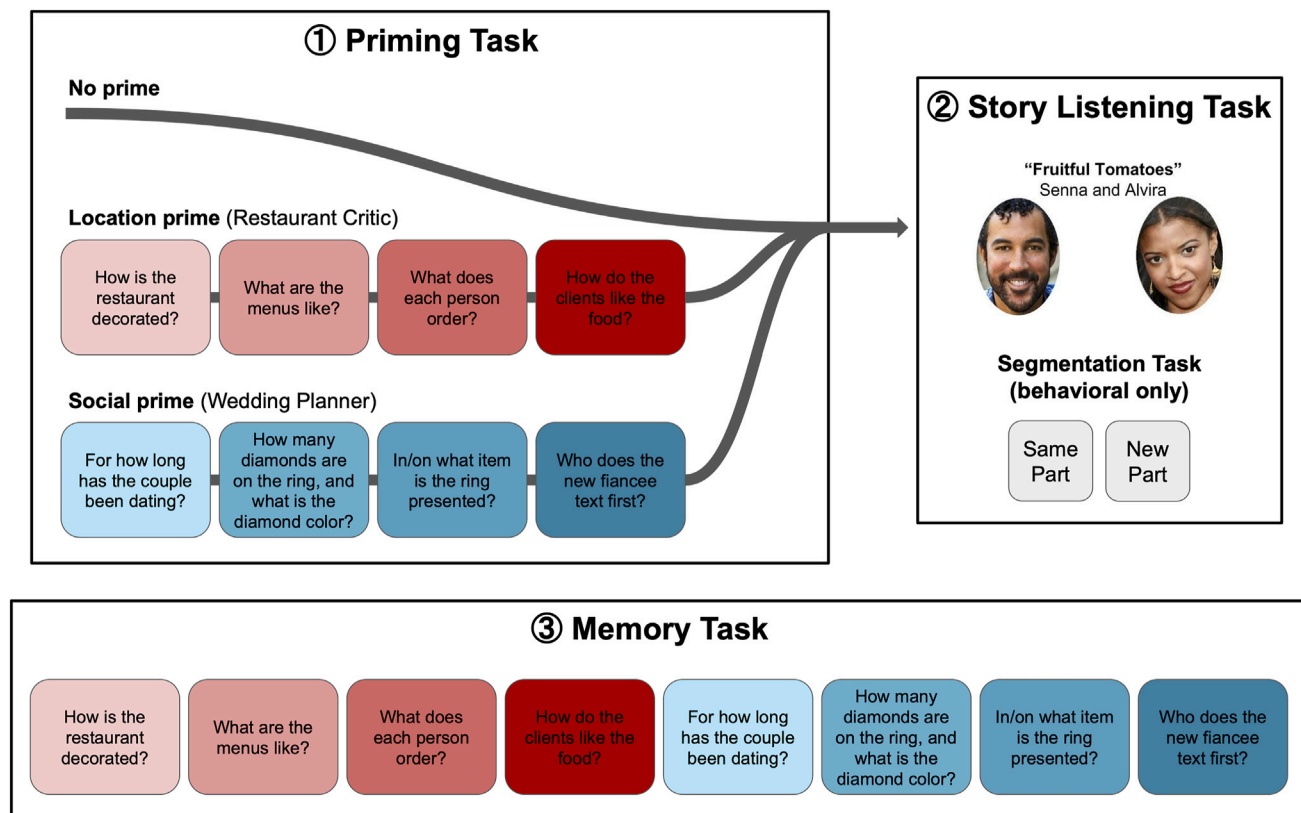 ① Priming Task
No prime
Location prime (Restaurant Critic)
How is the
restaurant
decorated?
What are the
menus like?
What does
each person
order?
How do the
clients like the
food?
Social prime (Wedding Planner)
For how long
has the couple
been dating?
How many
diamonds are
on the ring, and
what is the
diamond color?
In/on what item
is the ring
presented?
Who does the
new fiancee
text first?
② Story Listening Task
“Fruitful Tomatoes”
Senna and Alvira
Segmentation Task
(behavioral only)
Same
Part
New
Part
③ Memory Task
How is the
restaurant
decorated?
What are the
menus like?
What does
each person
order?
How do the
clients like the
food?
For how long
has the couple
been dating?
How many
diamonds are
on the ring, and
what is the
diamond color?
In/on what item
is the ring
presented?
Who does the
new fiancee
text first?